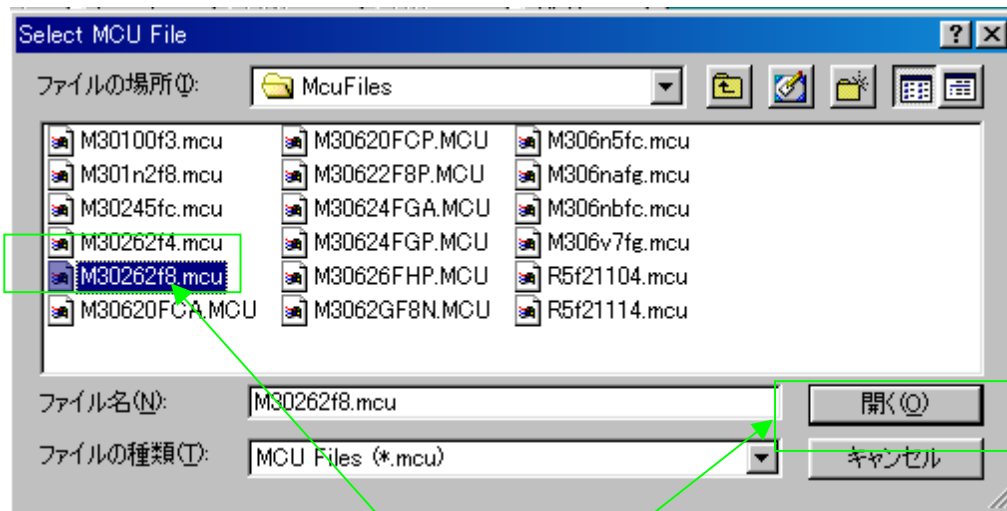 Select MCU File
ファイルの場所(I):
McuFiles
M30100f3.mcu
M301n2f8.mcu
M30245fc.mcu
M30262f4.mcu
M30262f8.mcu
M30620FCA.MCU
M30620FCP.MCU
M30622F8P.MCU
M30624FGA.MCU
M30624FGP.MCU
M30626FHP.MCU
M3062GF8N.MCU
M306n5fc.mcu
M306nafg.mcu
M306nbfc.mcu
M306v7fg.mcu
R5f21104.mcu
R5f21114.mcu
ファイル名(N):
M30262f8.mcu
開く(O)
ファイルの種類(T):
MCU Files (*.mcu)
キャンセル